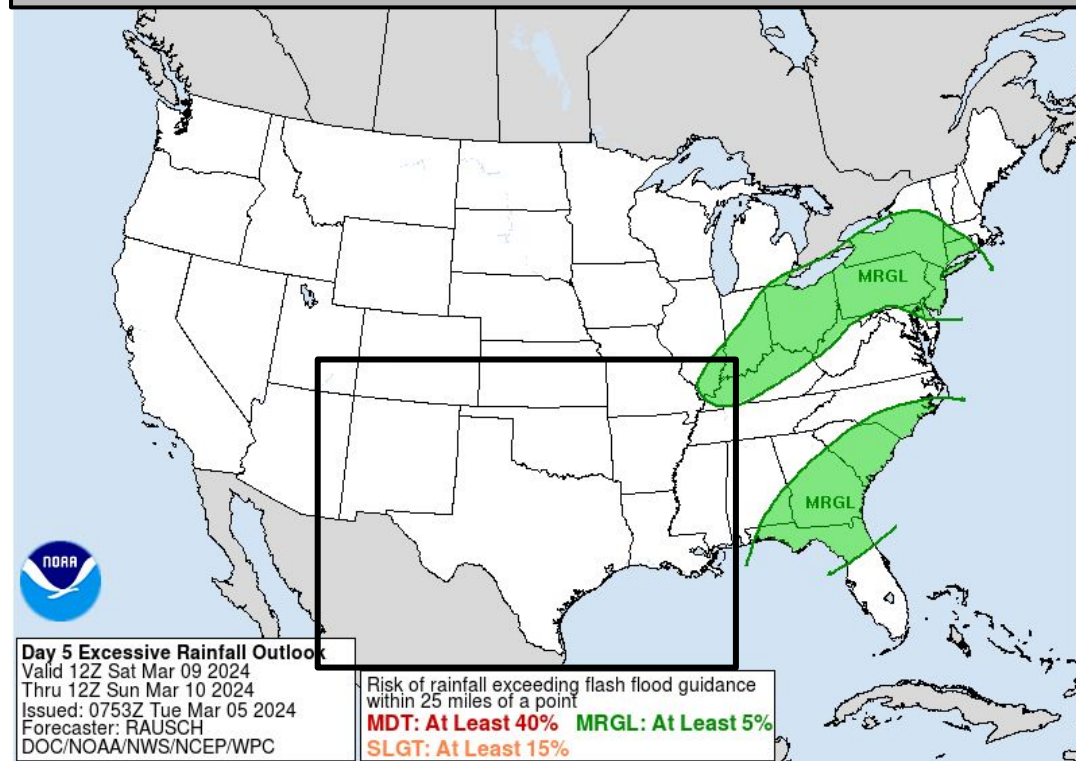 MRGL
MRGL
NOAA
Day 5 Excessive Rainfall Outlook
Valid 12Z Sat Mar 09 2024
Thru 12Z Sun Mar 10 2024
Issued: 0753Z Tue Mar 05 2024
Forecaster: RAUSCH
DOC/NOAA/NWS/NCEP/WPC
Risk of rainfall exceeding flash flood guidance
within 25 miles of a point
MDT: At Least 40% MRGL: At Least 5%
SLGT: At Least 15%